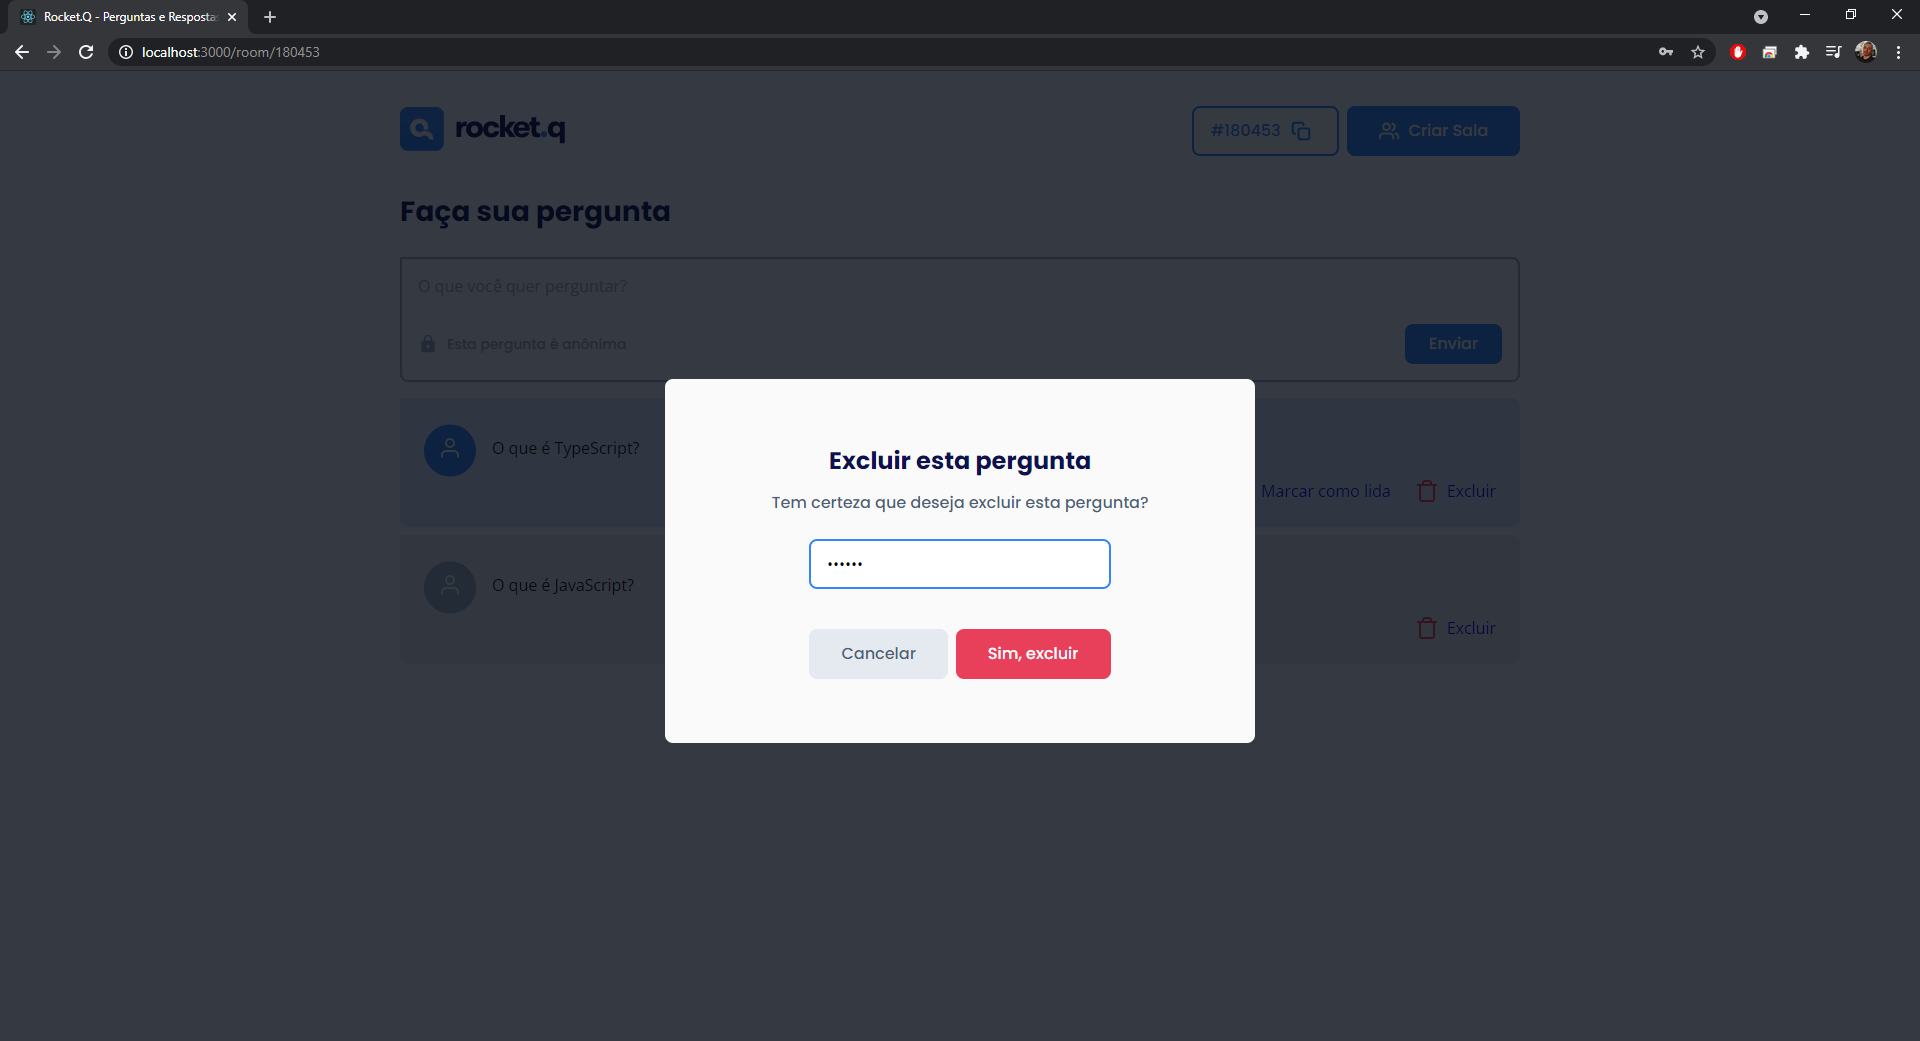 Rocket.Q - Perguntas e Respostas
localhost:3000/room/180453
rocket.q
#180453
Criar Sala
Faça sua pergunta
O que você quer perguntar?
Esta pergunta é anônima
Enviar
O que é TypeScript?
Marcar como lida
Excluir
O que é JavaScript?
Excluir
Excluir esta pergunta
Tem certeza que deseja excluir esta pergunta?
••••••
Cancelar
Sim, excluir